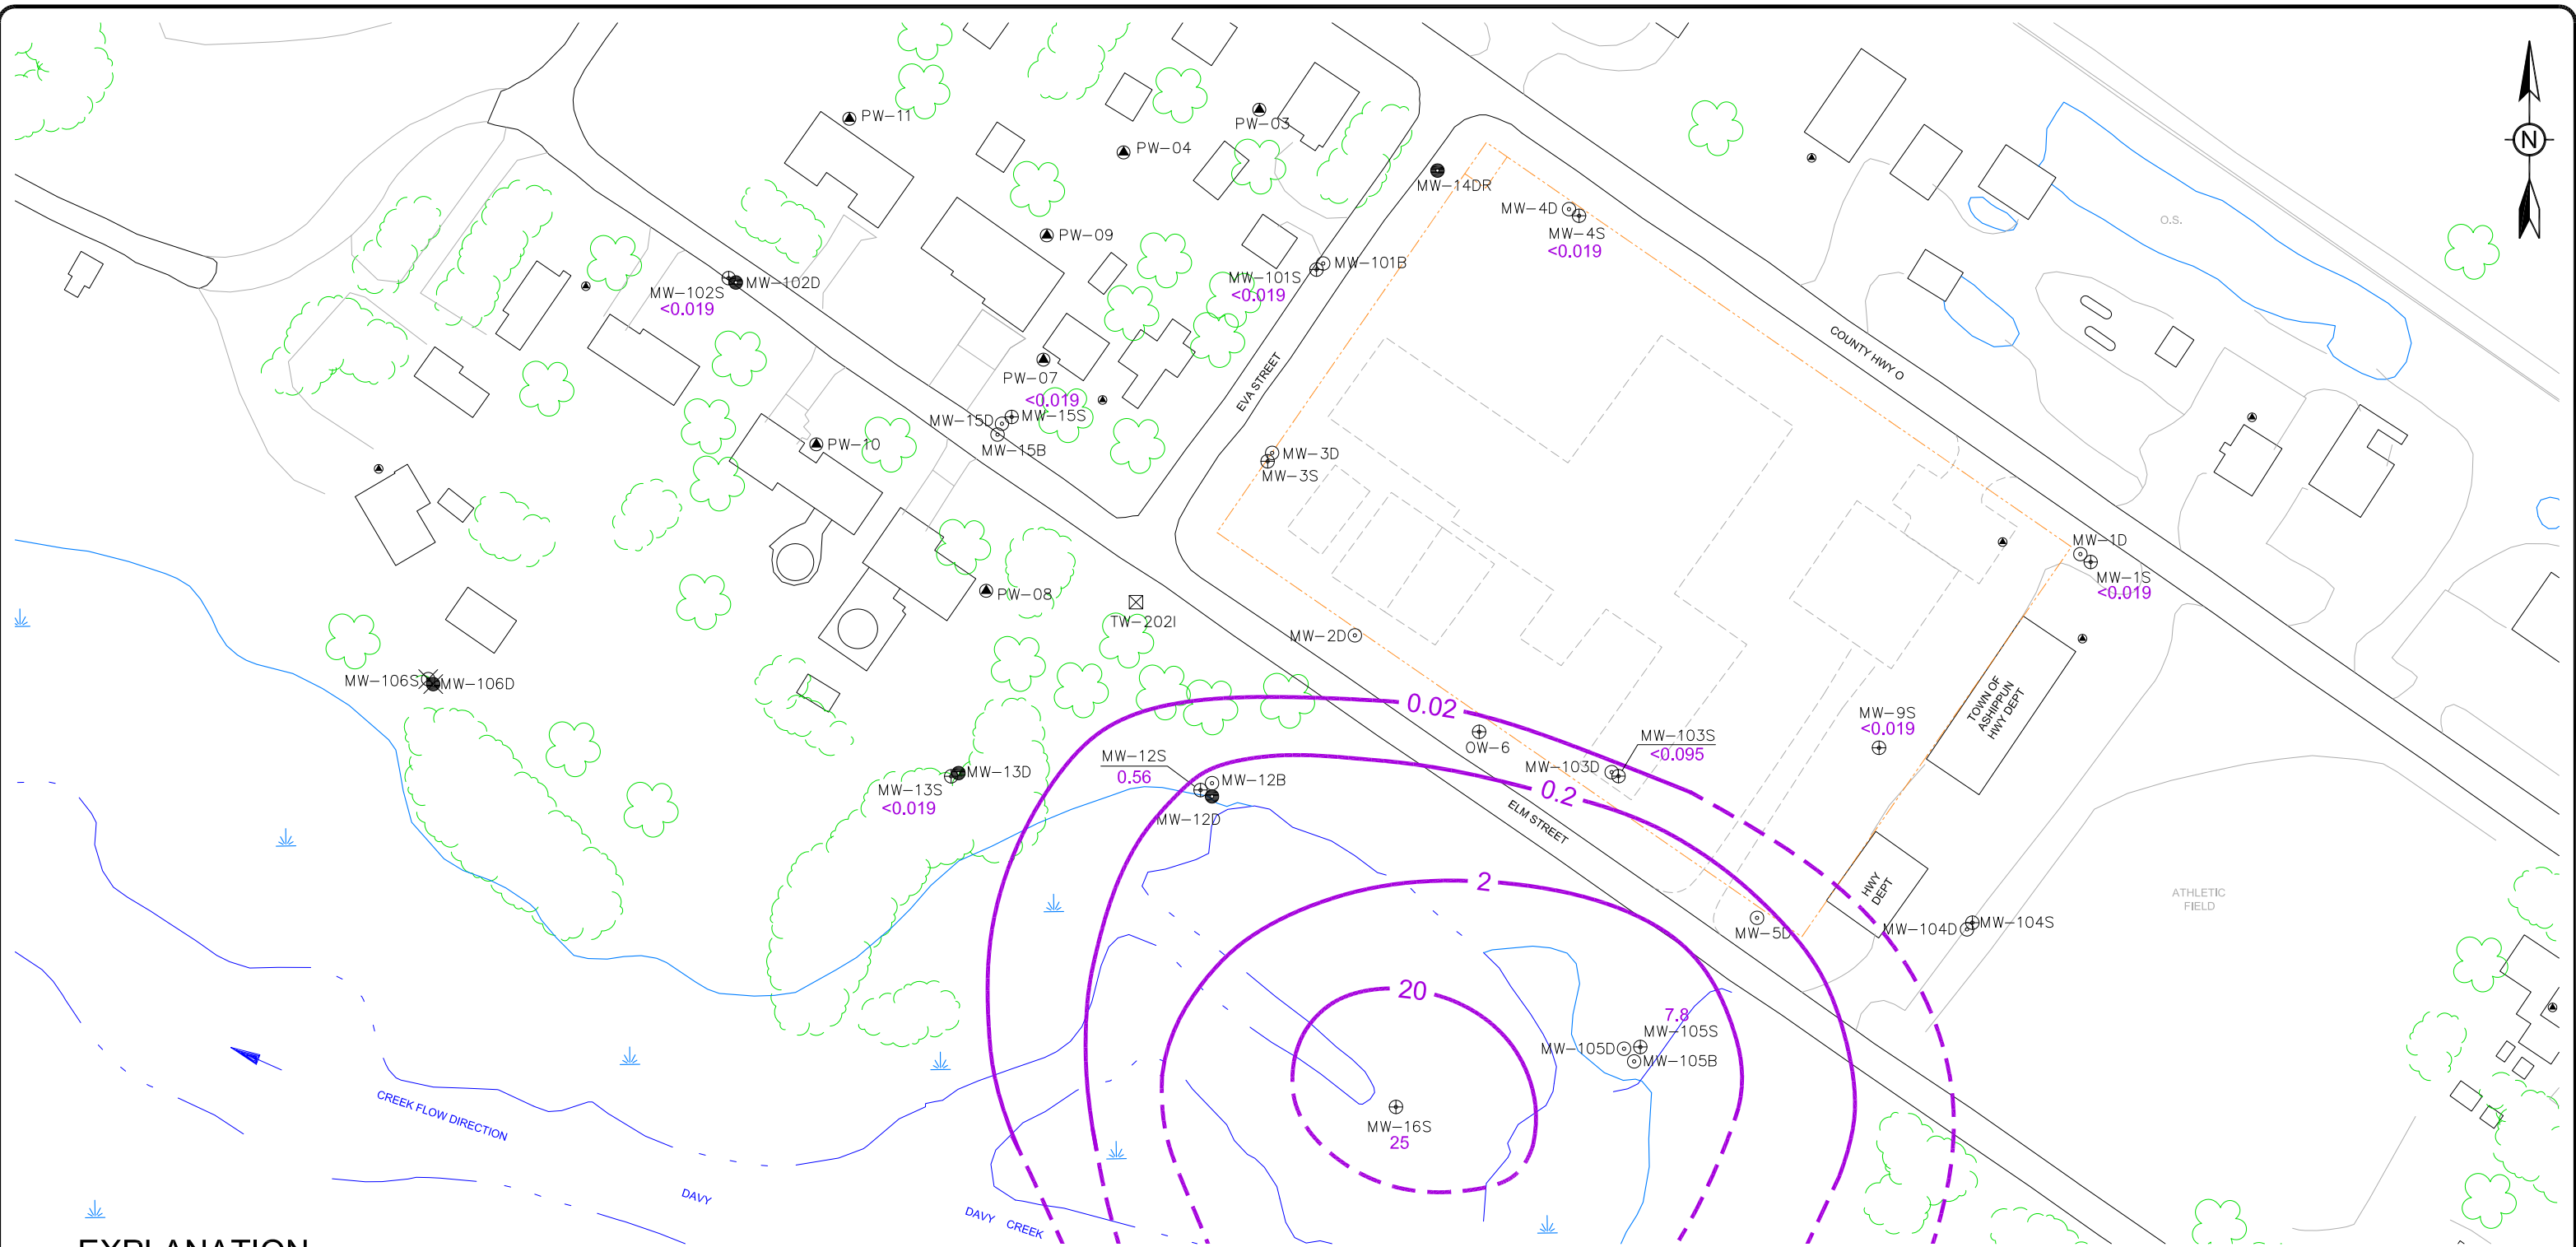 N
PW-11
PW-03
PW-04
MW-14DR
MW-4D
MW-4S
<0.019
O.S.
PW-09
MW-101B
MW-101S
<0.019
MW-102D
MW-102S
<0.019
COUNTY HWY O
EVA STREET
PW-07
<0.019
MW-15D
MW-15S
MW-15B
PW-10
MW-3D
MW-3S
MW-1D
MW-1S
<0.019
PW-08
TW-202I
MW-2D
MW-106S
MW-106D
TOWN OF
ASHIPPUN
HWY DEPT
0.02
MW-9S
<0.019
OW-6
MW-103S
<0.095
MW-103D
MW-12S
0.56
MW-12B
MW-12D
MW-13D
MW-13S
<0.019
0.2
ELM STREET
2
HWY
DEPT
ATHLETIC
FIELD
MW-5D
MW-104D
MW-104S
20
7.8
MW-105S
MW-105D
MW-105B
MW-16S
25
CREEK FLOW DIRECTION
DAVY
DAVY CREEK
EXPLANATION